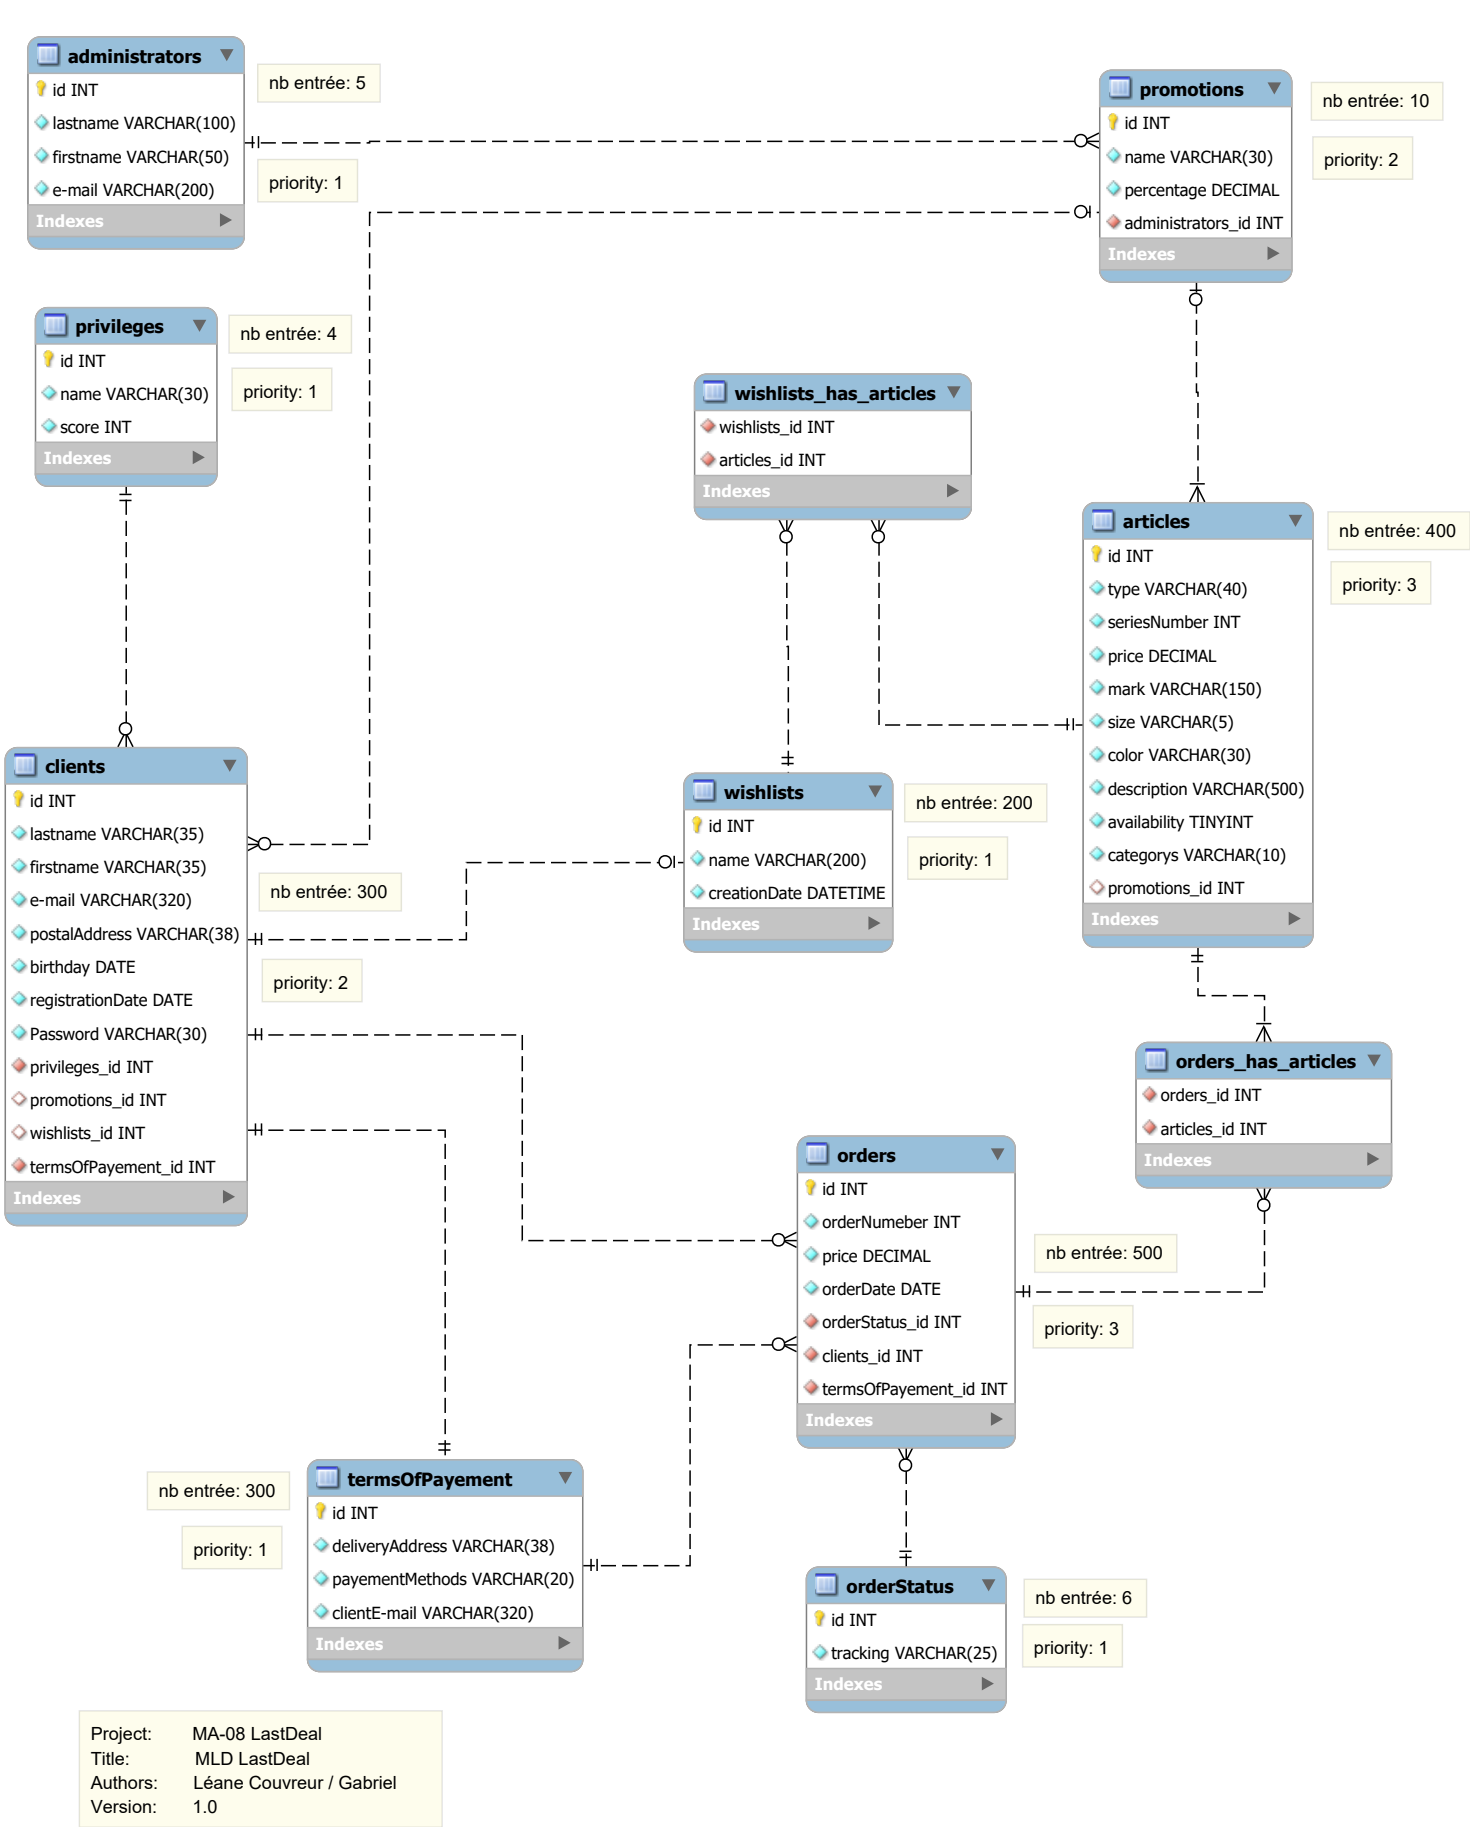 administrators
id INT
lastname VARCHAR(100)
firstname VARCHAR(50)
e-mail VARCHAR(200)
Indexes
nb entrée: 5
priority: 1
promotions
id INT
name VARCHAR(30)
percentage DECIMAL
administrators_id INT
Indexes
nb entrée: 10
priority: 2
privileges
id INT
name VARCHAR(30)
score INT
Indexes
nb entrée: 4
priority: 1
wishlists_has_articles
wishlists_id INT
articles_id INT
Indexes
articles
id INT
type VARCHAR(40)
seriesNumber INT
price DECIMAL
mark VARCHAR(150)
size VARCHAR(5)
color VARCHAR(30)
description VARCHAR(500)
availability TINYINT
categorys VARCHAR(10)
promotions_id INT
Indexes
nb entrée: 400
priority: 3
clients
id INT
lastname VARCHAR(35)
firstname VARCHAR(35)
e-mail VARCHAR(320)
postalAddress VARCHAR(38)
birthday DATE
registrationDate DATE
Password VARCHAR(30)
privileges_id INT
promotions_id INT
wishlists_id INT
termsOfPayement_id INT
Indexes
nb entrée: 300
priority: 2
wishlists
id INT
name VARCHAR(200)
creationDate DATETIME
Indexes
nb entrée: 200
priority: 1
orders_has_articles
orders_id INT
articles_id INT
Indexes
orders
id INT
orderNumeber INT
price DECIMAL
orderDate DATE
orderStatus_id INT
clients_id INT
termsOfPayement_id INT
Indexes
nb entrée: 500
priority: 3
termsOfPayement
id INT
deliveryAddress VARCHAR(38)
payementMethods VARCHAR(20)
clientE-mail VARCHAR(320)
Indexes
nb entrée: 300
priority: 1
orderStatus
id INT
tracking VARCHAR(25)
Indexes
nb entrée: 6
priority: 1
Project: MA-08 LastDeal
Title: MLD LastDeal
Authors: Léane Couvreur / Gabriel
Version: 1.0